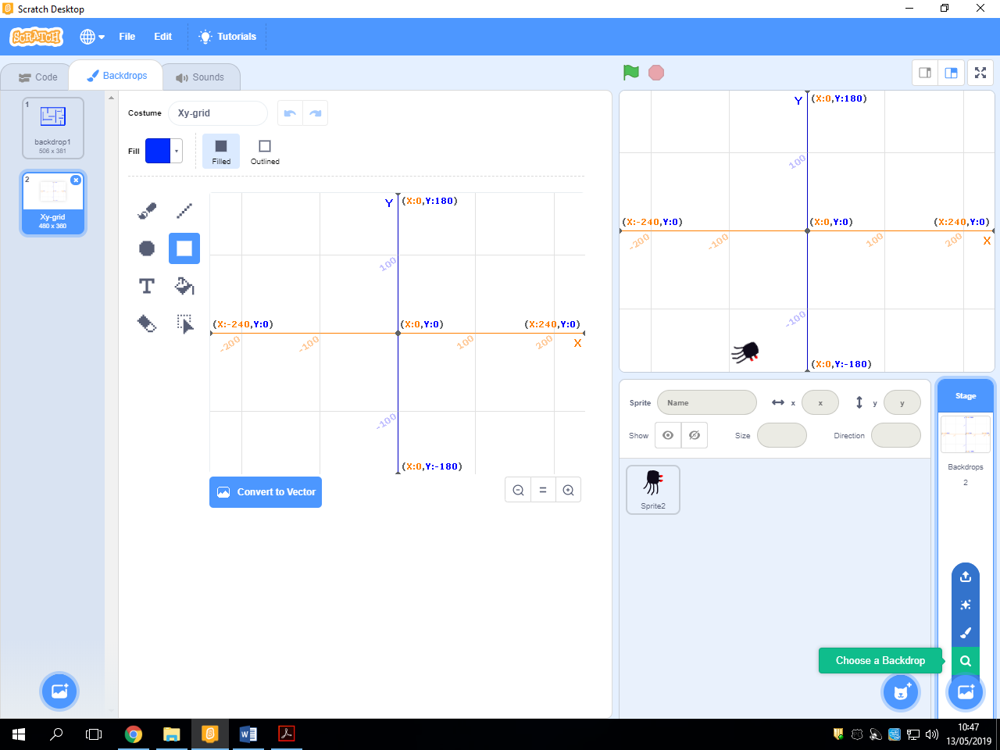 Scratch Desktop
SCRATCH File Edit Tutorials
Code Backdrops Sounds
1
backdrop1
506 x 381
2
Xy-grid
480 x 360
Costume Xy-grid
Fill Filled Outlined
Y (X:0,Y:180)
100
(X:-240,Y:0) (X:0,Y:0) (X:240,Y:0)
-200 -100 100 200 X
-100
(X:0,Y:-180)
Convert to Vector
Y (X:0,Y:180)
100
(X:-240,Y:0) (X:0,Y:0) (X:240,Y:0)
-200 -100 100 200 X
-100
(X:0,Y:-180)
Sprite Name x x y y
Show Size Direction
Sprite2
Stage
Backdrops
2
Choose a Backdrop
10:47
13/05/2019